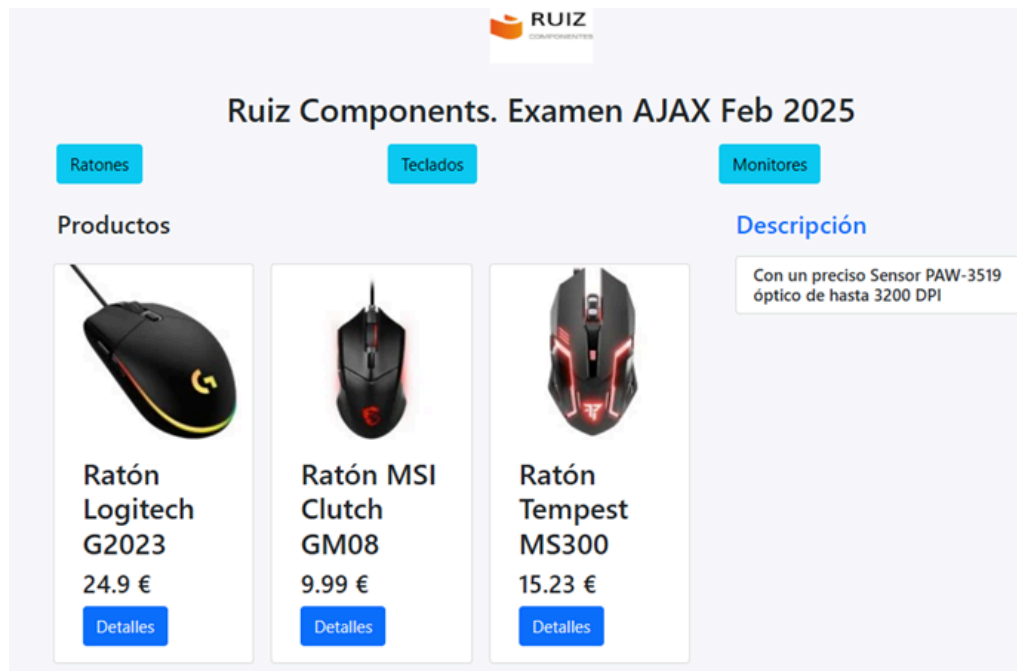 RUIZ
COMPONENTES
Ruiz Components. Examen AJAX Feb 2025
Ratones
Teclados
Monitores
Productos
Descripción
Con un preciso Sensor PAW-3519
óptico de hasta 3200 DPI
Ratón
Logitech
G2023
24.9 €
Detalles
Ratón MSI
Clutch
GM08
9.99 €
Detalles
Ratón
Tempest
MS300
15.23 €
Detalles